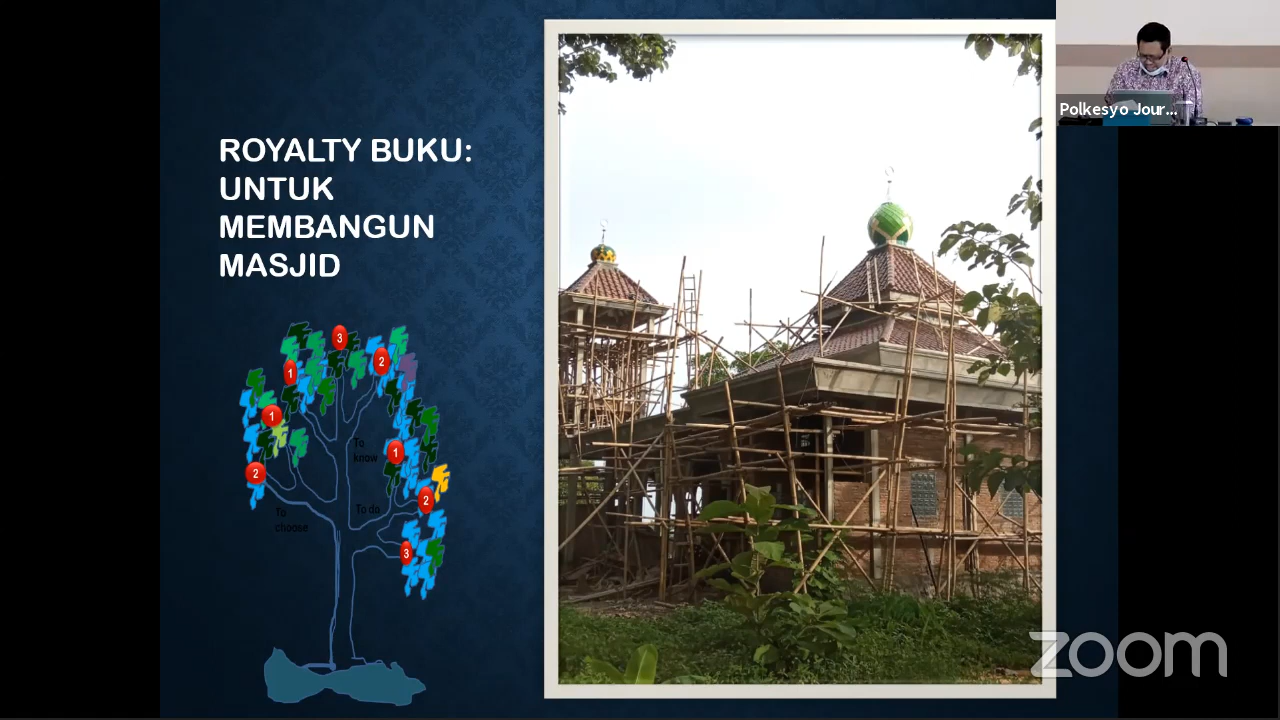 ROYALTY BUKU:
UNTUK
MEMBANGUN
MASJID
3
2
1
1
To
know
1
2
2
To do
To
choose
3
Polkesyo Jour...
zoom